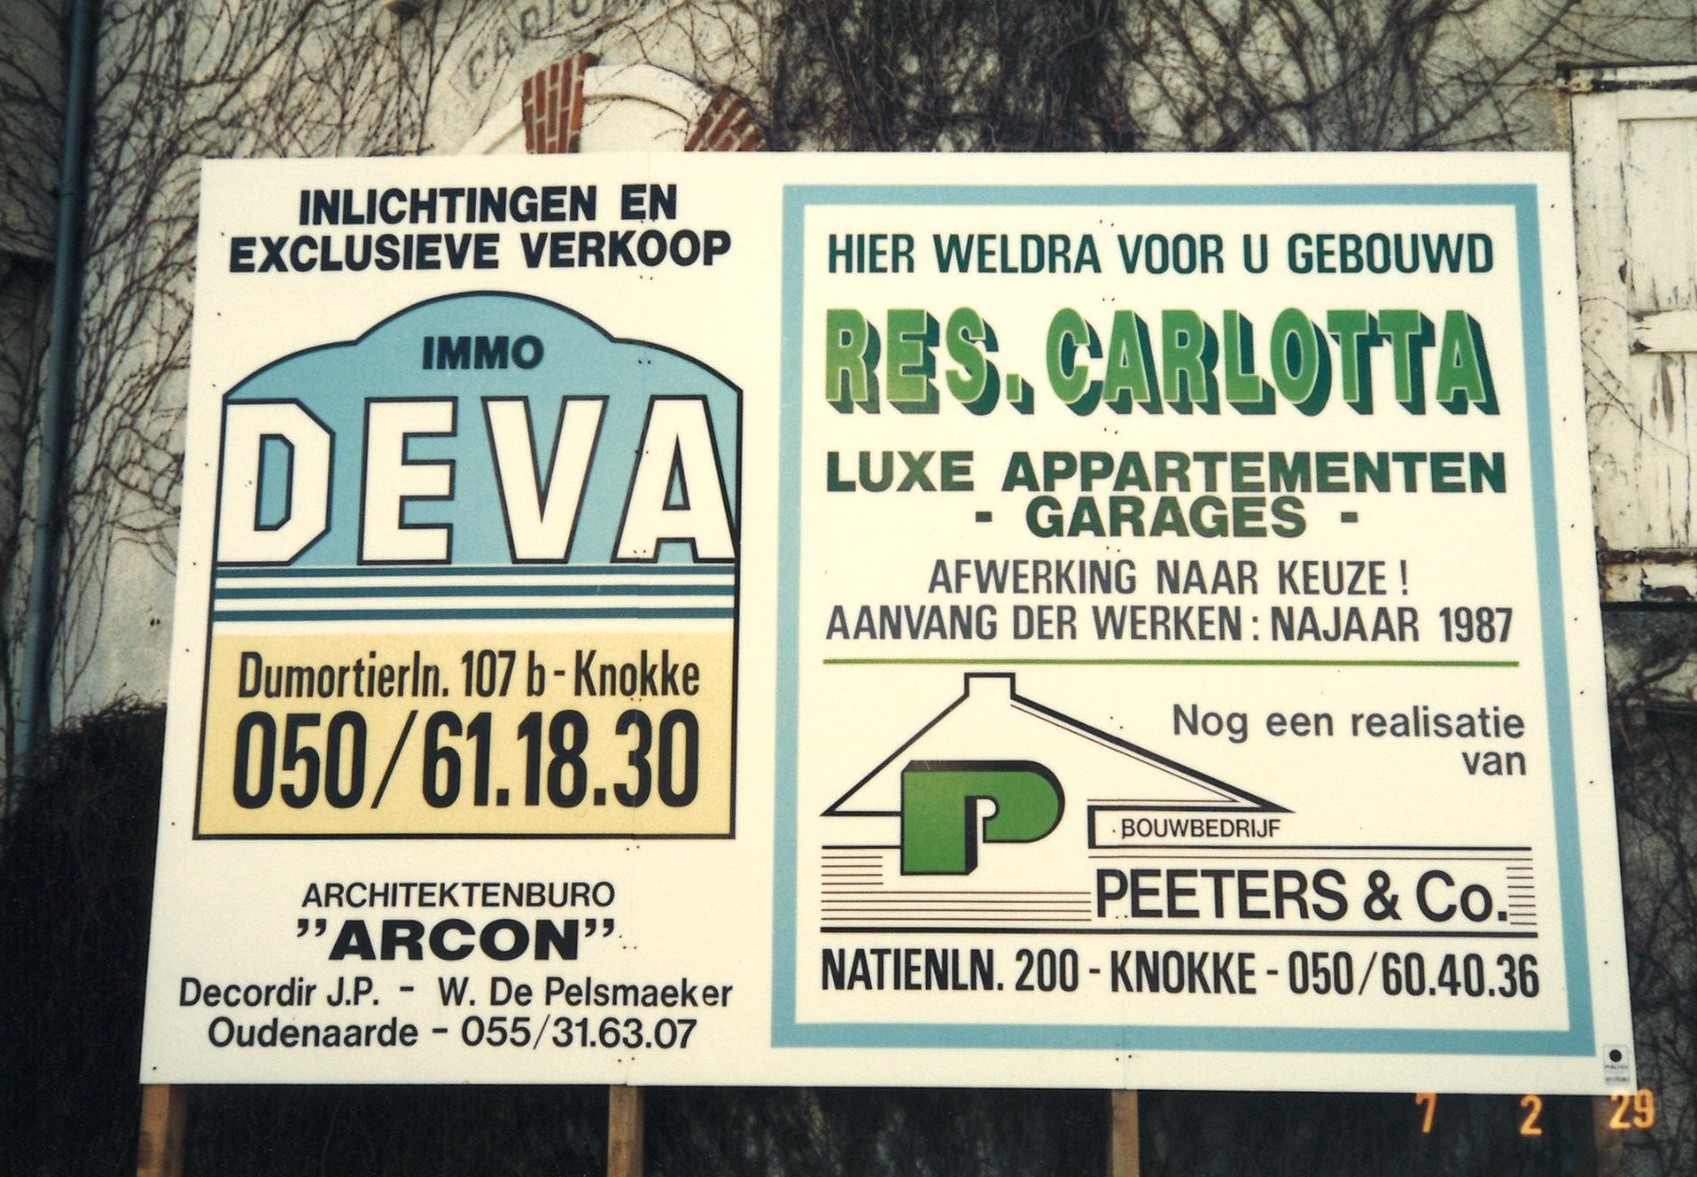 CARLO
INLICHTINGEN EN
EXCLUSIEVE VERKOOP
IMMO
DEVA
Dumortierln. 107 b - Knokke
050/61.18.30
ARCHITEKTENBURO
"ARCON"
Decordir J.P. - W. De Pelsmaeker
Oudenaarde - 055/31.63.07
HIER WELDRA VOOR U GEBOUWD
RES. CARLOTTA
LUXE APPARTEMENTEN
- GARAGES -
AFWERKING NAAR KEUZE !
AANVANG DER WERKEN : NAJAAR 1987
Nog een realisatie
van
P
BOUWBEDRIJF
PEETERS & Co.
NATIENLN. 200 - KNOKKE - 050/60.40.36
7 2 29